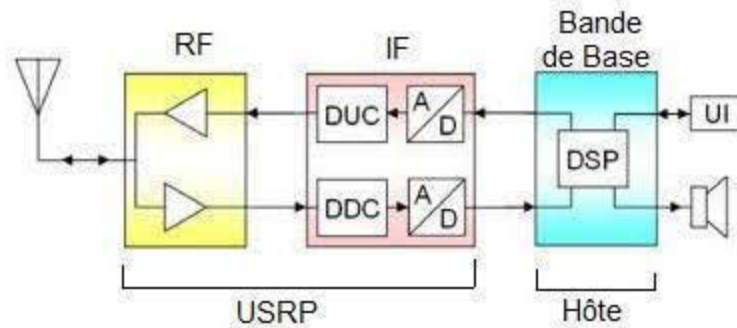 RF
IF
Bande
de Base
DUC
A
D
UI
DSP
DDC
A
D
USRP
Hôte